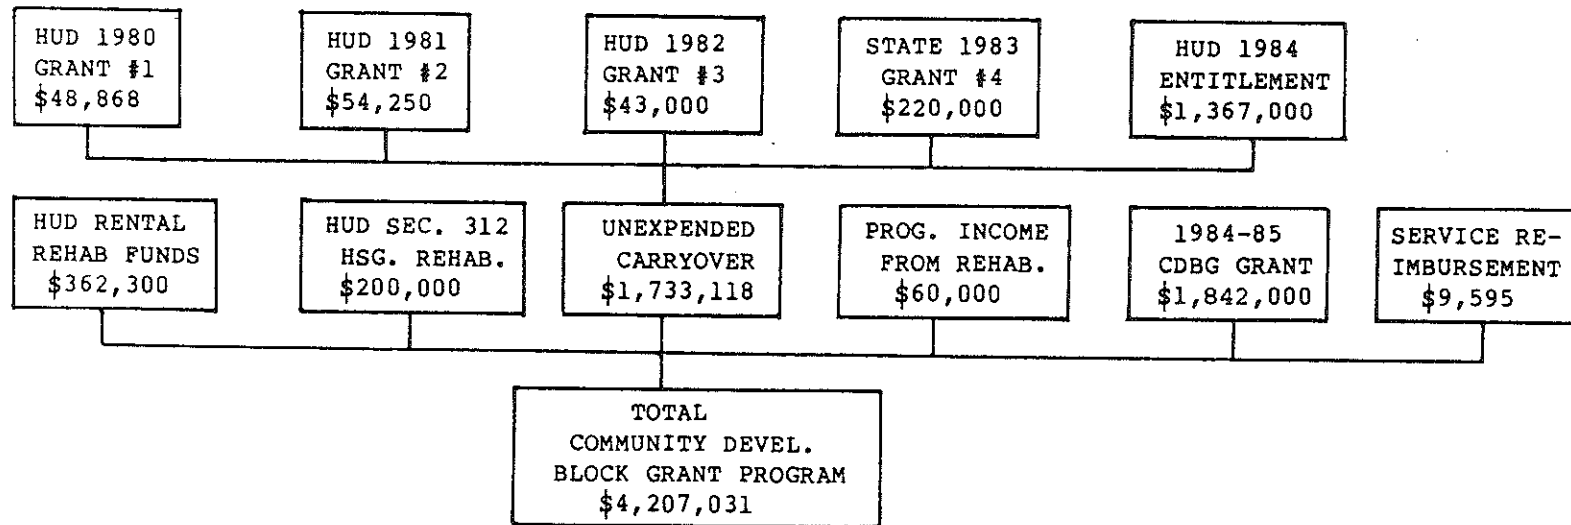 HUD 1980
GRANT #1
$48,868
HUD 1981
GRANT #2
$54,250
HUD 1982
GRANT #3
$43,000
STATE 1983
GRANT #4
$220,000
HUD 1984
ENTITLEMENT
$1,367,000
HUD RENTAL
REHAB FUNDS
$362,300
HUD SEC. 312
HSG. REHAB.
$200,000
UNEXPENDED
CARRYOVER
$1,733,118
PROG. INCOME
FROM REHAB.
$60,000
1984-85
CDBG GRANT
$1,842,000
SERVICE RE-
IMBURSEMENT
$9,595
TOTAL
COMMUNITY DEVEL.
BLOCK GRANT PROGRAM
$4,207,031